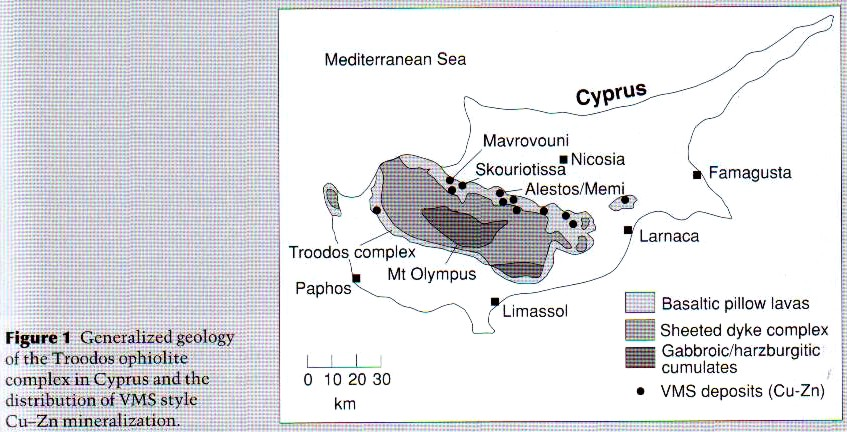 Mediterranean Sea
Cyprus
Mavrovouni
Skouriotissa
Nicosia
Alestos/Memi
Famagusta
Larnaca
Troodos complex
Mt Olympus
Paphos
Limassol
Basaltic pillow lavas
Sheeted dyke complex
Gabbroic/harzburgitic
cumulates
VMS deposits (Cu-Zn)
0 10 20 30
km
Figure 1 Generalized geology
of the Troodos ophiolite
complex in Cyprus and the
distribution of VMS style
Cu–Zn mineralization.